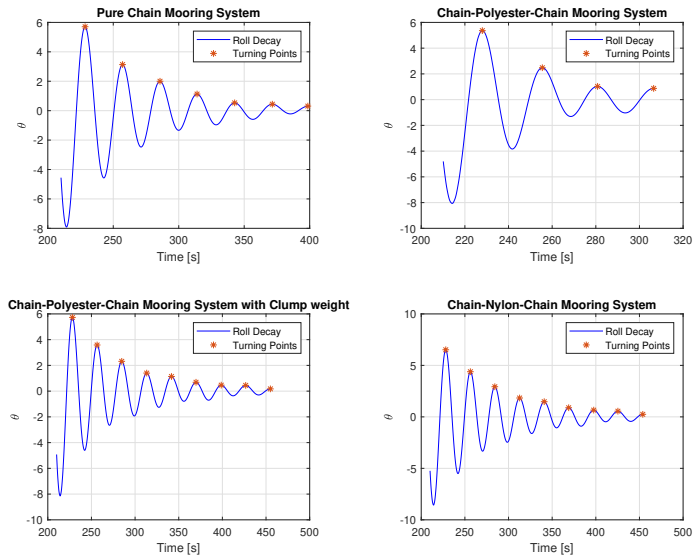 Pure Chain Mooring System
6
4
2
0
-2
-4
-6
-8
θ
Roll Decay
Turning Points
200 250 300 350 400
Time [s]
Chain-Polyester-Chain Mooring System
6
4
2
0
-2
-4
-6
-8
-10
θ
Roll Decay
Turning Points
200 220 240 260 280 300 320
Time [s]
Chain-Polyester-Chain Mooring System with Clump weight
6
4
2
0
-2
-4
-6
-8
-10
θ
Roll Decay
Turning Points
200 250 300 350 400 450 500
Time [s]
Chain-Nylon-Chain Mooring System
10
5
0
-5
-10
θ
Roll Decay
Turning Points
200 250 300 350 400 450 500
Time [s]